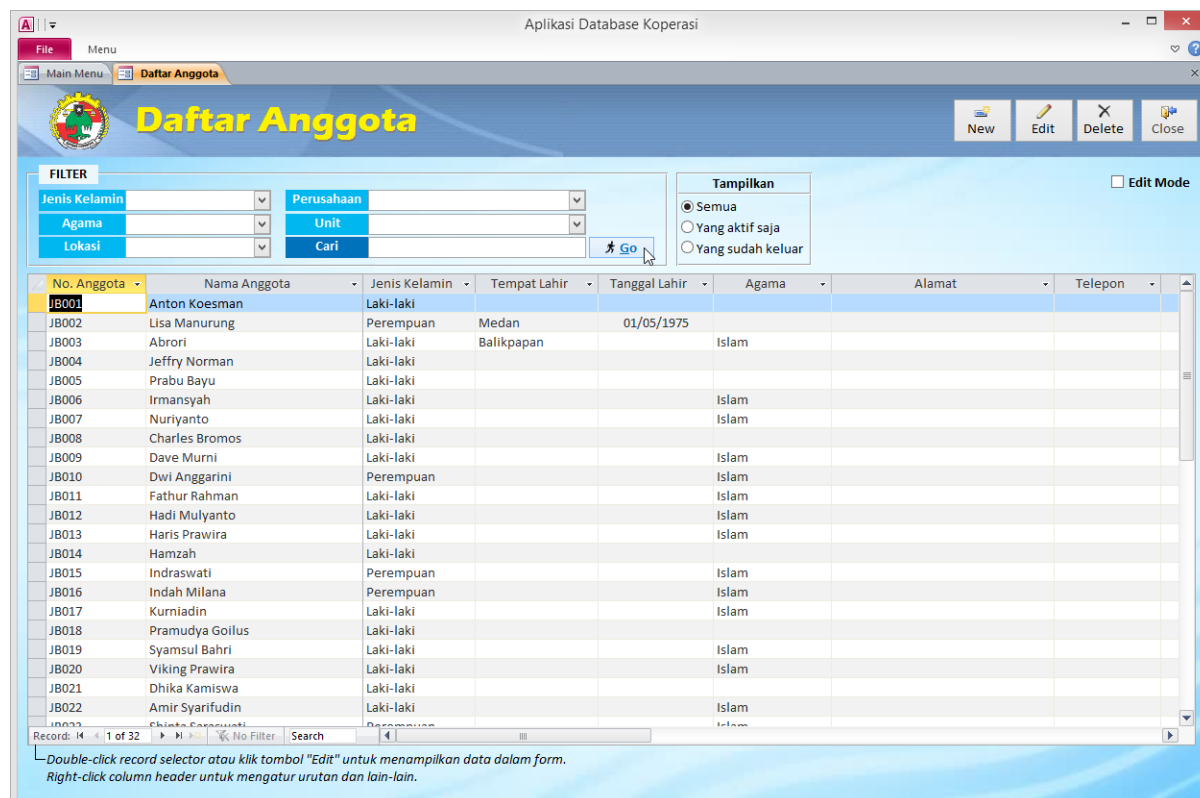 Aplikasi Database Koperasi
File Menu
Main Menu Daftar Anggota
Daftar Anggota
New Edit Delete Close
FILTER
Jenis Kelamin Perusahaan
Agama Unit
Lokasi Cari Go
Tampilkan
Semua
Yang aktif saja
Yang sudah keluar
Edit Mode
No. Anggota Nama Anggota Jenis Kelamin Tempat Lahir Tanggal Lahir Agama Alamat Telepon
JB001 Anton Koesman Laki-laki
JB002 Lisa Manurung Perempuan Medan 01/05/1975
JB003 Abrori Laki-laki Balikpapan Islam
JB004 Jeffry Norman Laki-laki
JB005 Prabu Bayu Laki-laki
JB006 Irmansyah Laki-laki Islam
JB007 Nuriyanto Laki-laki Islam
JB008 Charles Bromos Laki-laki
JB009 Dave Murni Laki-laki Islam
JB010 Dwi Anggarini Perempuan Islam
JB011 Fathur Rahman Laki-laki Islam
JB012 Hadi Mulyanto Laki-laki Islam
JB013 Haris Prawira Laki-laki Islam
JB014 Hamzah Laki-laki
JB015 Indraswati Perempuan Islam
JB016 Indah Milana Perempuan Islam
JB017 Kurniadin Laki-laki Islam
JB018 Pramudya Goilus Laki-laki
JB019 Syamsul Bahri Laki-laki Islam
JB020 Viking Prawira Laki-laki Islam
JB021 Dhika Kamiswa Laki-laki
JB022 Amir Syarifudin Laki-laki Islam
JB023 Shinta Saraswati Perempuan Islam
Record: 1 of 32 No Filter Search
Double-click record selector atau klik tombol "Edit" untuk menampilkan data dalam form.
Right-click column header untuk mengatur urutan dan lain-lain.